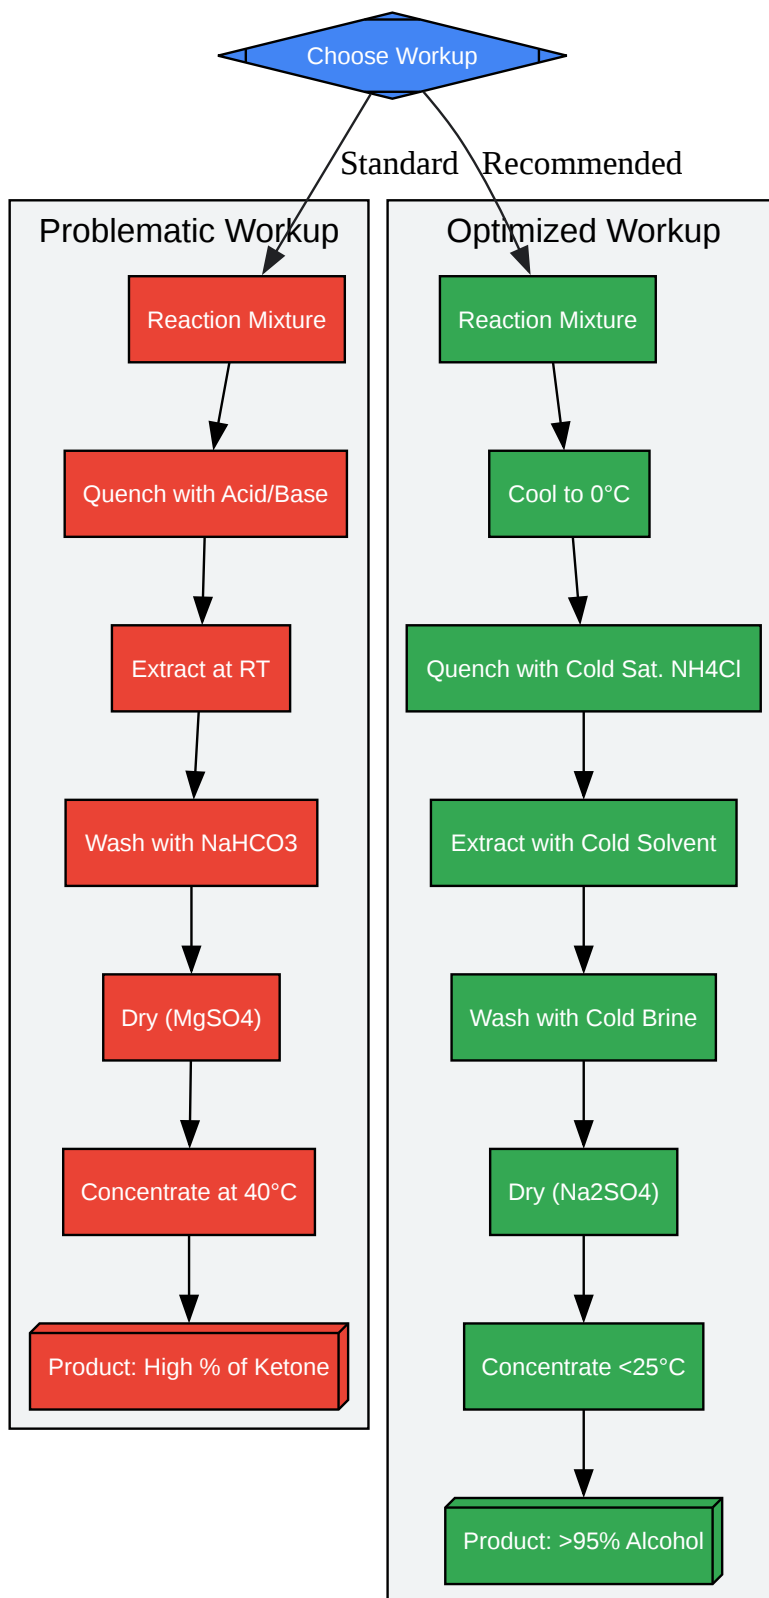 Choose Workup
Standard
Recommended
Problematic Workup
Reaction Mixture
Quench with Acid/Base
Extract at RT
Wash with NaHCO3
Dry (MgSO4)
Concentrate at 40°C
Product: High % of Ketone
Optimized Workup
Reaction Mixture
Cool to 0°C
Quench with Cold Sat. NH4Cl
Extract with Cold Solvent
Wash with Cold Brine
Dry (Na2SO4)
Concentrate <25°C
Product: >95% Alcohol